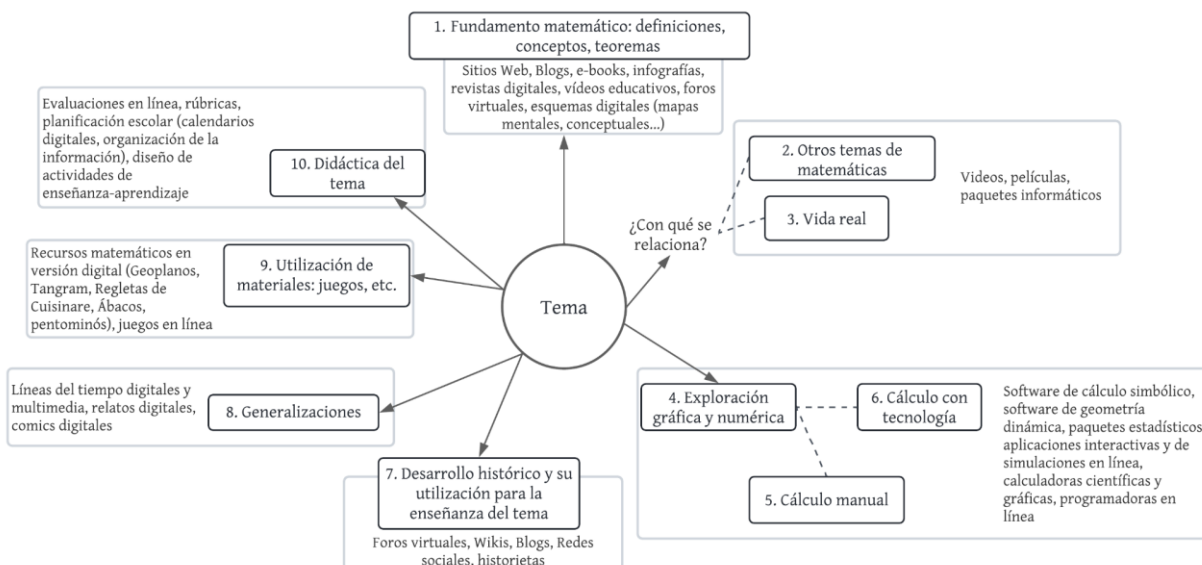 1. Fundamento matemático: definiciones,
conceptos, teoremas
Sitios Web, Blogs, e-books, infografías,
revistas digitales, vídeos educativos, foros
virtuales, esquemas digitales (mapas
mentales, conceptuales...)
Evaluaciones en línea, rúbricas,
planificación escolar (calendarios
digitales, organización de la
información), diseño de
actividades de
enseñanza-aprendizaje
10. Didáctica del
tema
2. Otros temas de
matemáticas
3. Vida real
Videos, películas,
paquetes informáticos
¿Con qué se
relaciona?
Recursos matemáticos en
versión digital (Geoplanos,
Tangram, Regletas de
Cuisinare, Ábacos,
pentominós), juegos en línea
9. Utilización de
materiales: juegos, etc.
Tema
Líneas del tiempo digitales y
multimedia, relatos digitales,
comics digitales
8. Generalizaciones
4. Exploración
gráfica y numérica
6. Cálculo con
tecnología
5. Cálculo manual
Software de cálculo simbólico,
software de geometría
dinámica, paquetes estadísticos
aplicaciones interactivas y de
simulaciones en línea,
calculadoras científicas y
gráficas, programadoras en
línea
7. Desarrollo histórico y su
utilización para la
enseñanza del tema
Foros virtuales, Wikis, Blogs, Redes
sociales, historietas